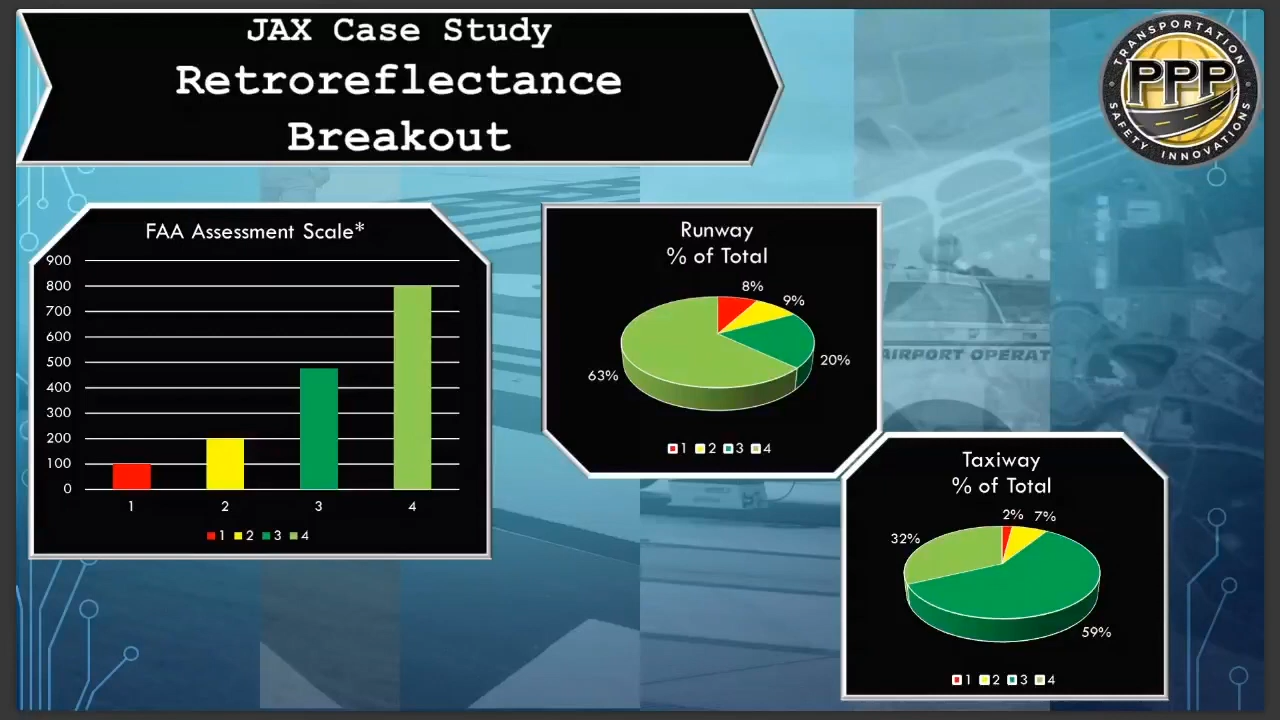 JAX Case Study
Retroreflectance
Breakout
TRANSPORTATION
PPP
SAFETY INNOVATIONS
FAA Assessment Scale*
900
800
700
600
500
400
300
200
100
0
1 2 3 4
1 2 3 4
Runway
% of Total
8%
9%
20%
63%
1 2 3 4
AIRPORT OPERAT
Taxiway
% of Total
2% 7%
32%
59%
1 2 3 4